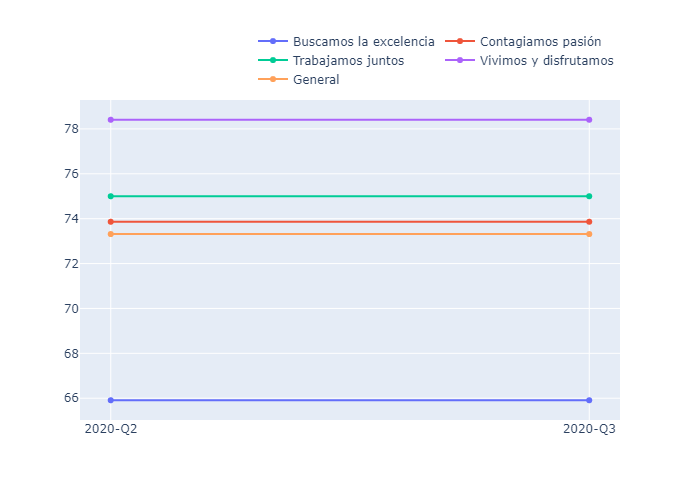 Buscamos la excelencia Contagiamos pasión
Trabajamos juntos Vivimos y disfrutamos
General
78
76
74
72
70
68
66
2020-Q2 2020-Q3